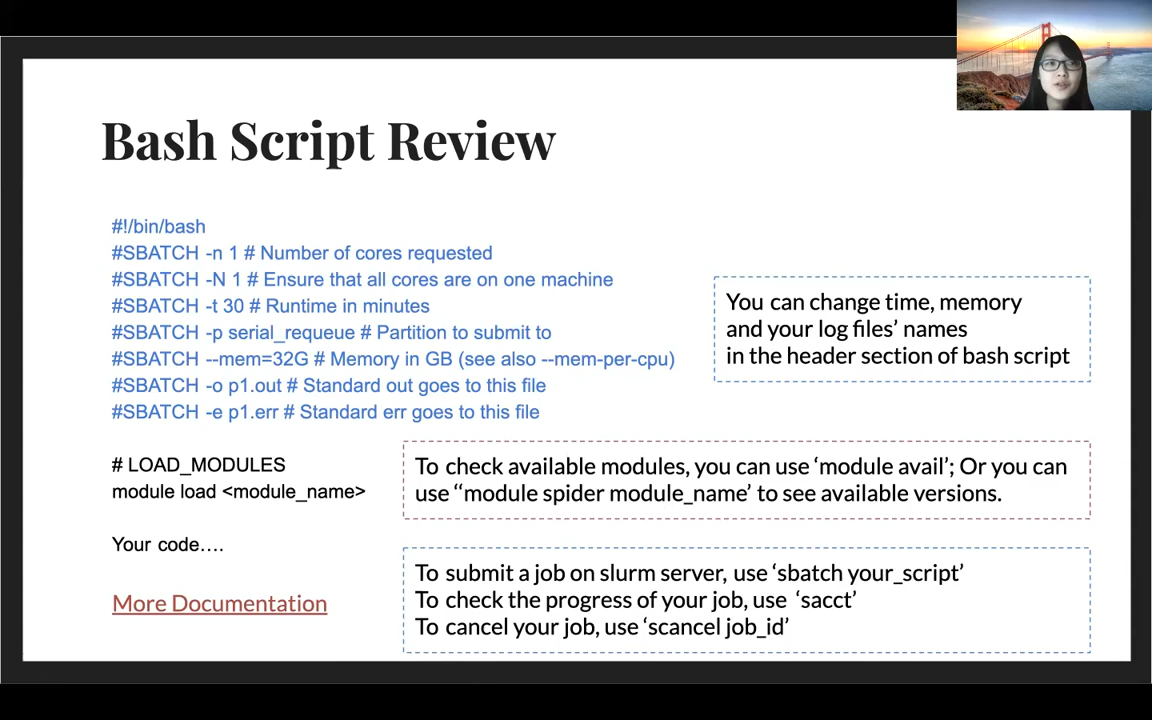 Bash Script Review
#!/bin/bash
#SBATCH -n 1 # Number of cores requested
#SBATCH -N 1 # Ensure that all cores are on one machine
#SBATCH -t 30 # Runtime in minutes
#SBATCH -p serial_requeue # Partition to submit to
#SBATCH --mem=32G # Memory in GB (see also --mem-per-cpu)
#SBATCH -o p1.out # Standard out goes to this file
#SBATCH -e p1.err # Standard err goes to this file
You can change time, memory
and your log files’ names
in the header section of bash script
# LOAD_MODULES
module load <module_name>
To check available modules, you can use ‘module avail’; Or you can
use ‘‘module spider module_name’ to see available versions.
Your code….
To submit a job on slurm server, use ‘sbatch your_script’
To check the progress of your job, use  ‘sacct’
To cancel your job, use ‘scancel job_id’
More Documentation